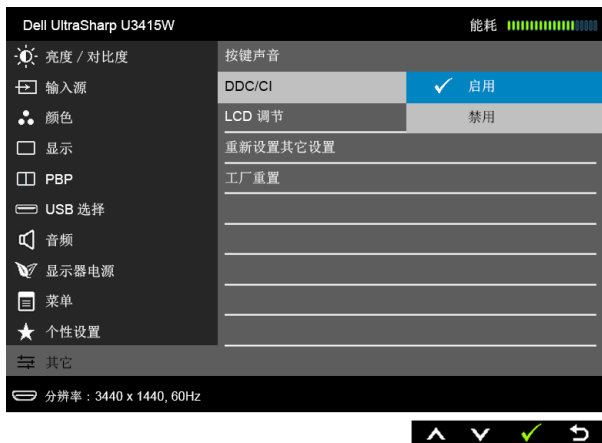 Dell UltraSharp U3415W 能耗
亮度 / 对比度 按键声音
输入源 DDC/CI 启用
颜色 LCD 调节 禁用
显示 重新设置其它设置
PBP 工厂重置
USB 选择
音频
显示器电源
菜单
个性设置
其它
分辨率：3440 x 1440, 60Hz